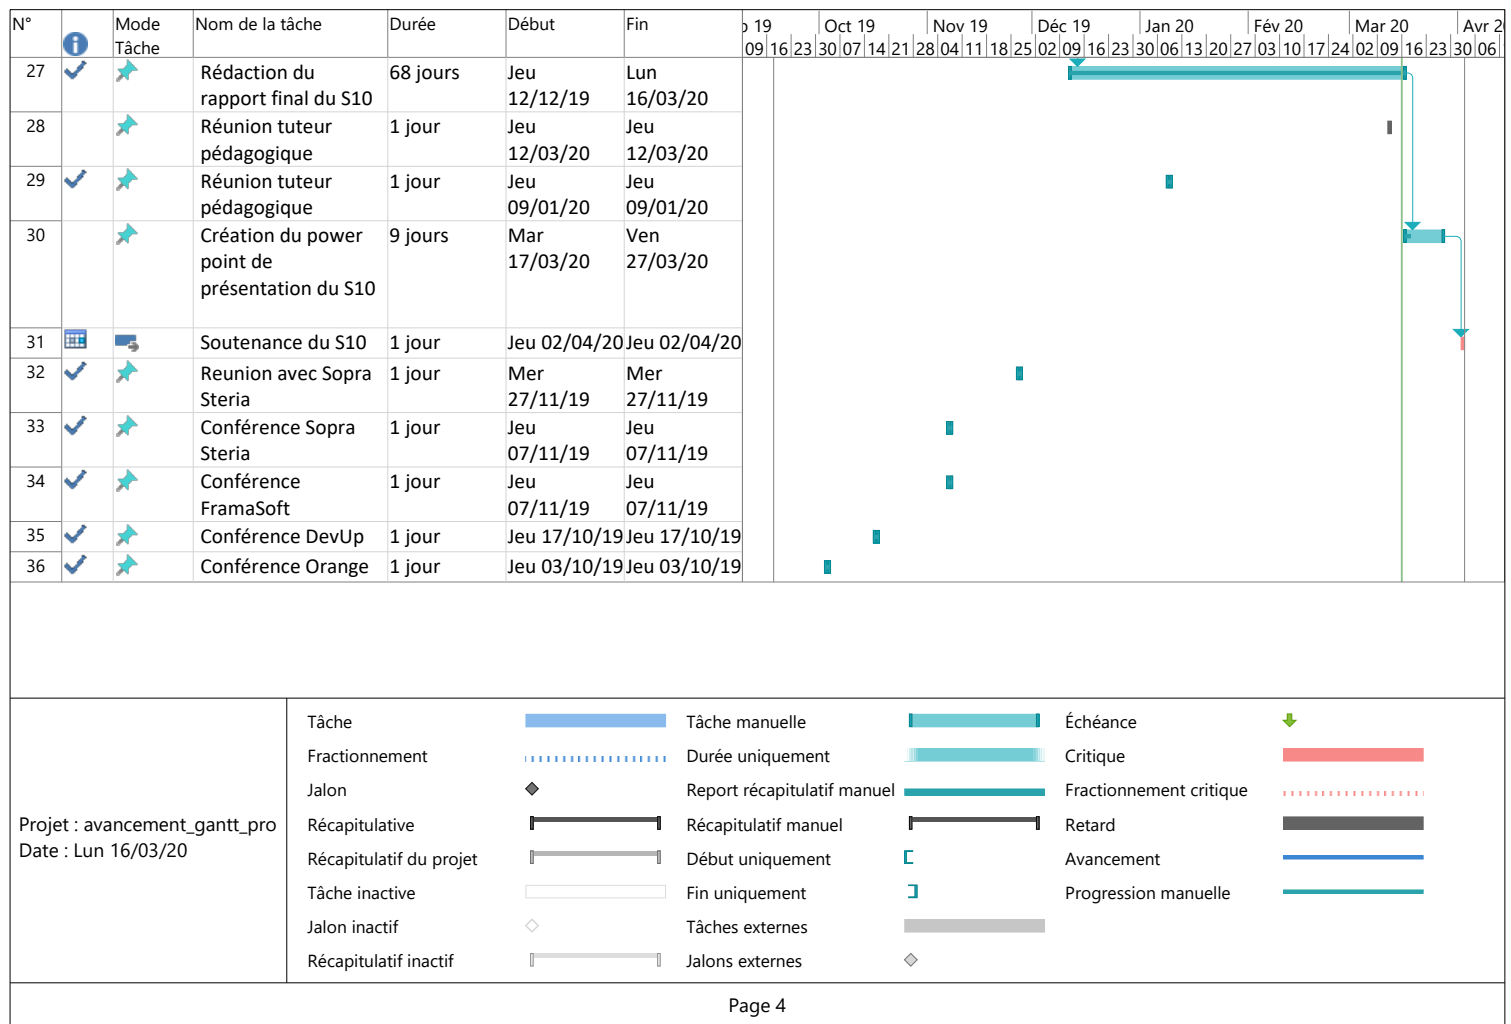 N° Mode Nom de la tâche Durée Début Fin
Tâche
19 Oct 19 Nov 19 Déc 19 Jan 20 Fév 20 Mar 20 Avr 2
09 16 23 30 07 14 21 28 04 11 18 25 02 09 16 23 30 06 13 20 27 03 10 17 24 02 09 16 23 30 06
27 Rédaction du 68 jours Jeu Lun
rapport final du S10 12/12/19 16/03/20
28 Réunion tuteur 1 jour Jeu Jeu
pédagogique 12/03/20 12/03/20
29 Réunion tuteur 1 jour Jeu Jeu
pédagogique 09/01/20 09/01/20
30 Création du power 9 jours Mar Ven
point de 17/03/20 27/03/20
présentation du S10
31 Soutenance du S10 1 jour Jeu 02/04/20 Jeu 02/04/20
32 Reunion avec Sopra 1 jour Mer Mer
Steria 27/11/19 27/11/19
33 Conférence Sopra 1 jour Jeu Jeu
Steria 07/11/19 07/11/19
34 Conférence 1 jour Jeu Jeu
FramaSoft 07/11/19 07/11/19
35 Conférence DevUp 1 jour Jeu 17/10/19 Jeu 17/10/19
36 Conférence Orange 1 jour Jeu 03/10/19 Jeu 03/10/19
Projet : avancement_gantt_pro
Date : Lun 16/03/20
Tâche
Fractionnement
Jalon
Récapitulative
Récapitulatif du projet
Tâche inactive
Jalon inactif
Récapitulatif inactif
Tâche manuelle
Durée uniquement
Report récapitulatif manuel
Récapitulatif manuel
Début uniquement
Fin uniquement
Tâches externes
Jalons externes
Échéance
Critique
Fractionnement critique
Retard
Avancement
Progression manuelle
Page 4